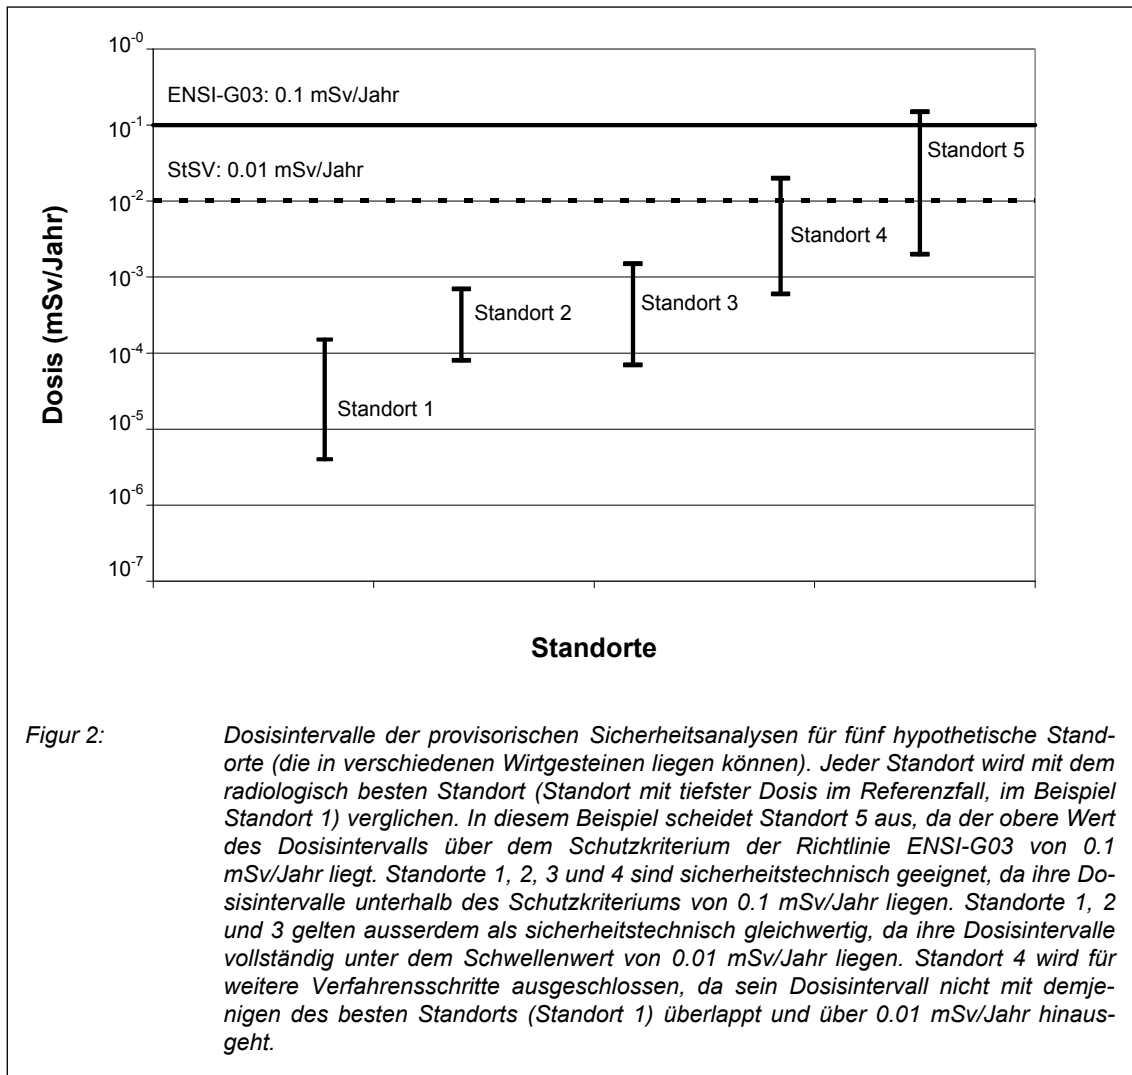 10-0
ENSI-G03: 0.1 mSv/Jahr
10-1
Standort 5
StSV: 0.01 mSv/Jahr
10-2
Standort 4
10-3
Standort 2
Standort 3
10-4
Standort 1
10-5
10-6
10-7
Dosis (mSv/Jahr)
Standorte
Figur 2: Dosisintervalle der provisorischen Sicherheitsanalysen für fünf hypothetische Stand-
orte (die in verschiedenen Wirtgesteinen liegen können). Jeder Standort wird mit dem
radiologisch besten Standort (Standort mit tiefster Dosis im Referenzfall, im Beispiel
Standort 1) verglichen. In diesem Beispiel scheidet Standort 5 aus, da der obere Wert
des Dosisintervalls über dem Schutzkriterium der Richtlinie ENSI-G03 von 0.1
mSv/Jahr liegt. Standorte 1, 2, 3 und 4 sind sicherheitstechnisch geeignet, da ihre Do-
sisintervalle unterhalb des Schutzkriteriums von 0.1 mSv/Jahr liegen. Standorte 1, 2
und 3 gelten ausserdem als sicherheitstechnisch gleichwertig, da ihre Dosisintervalle
vollständig unter dem Schwellenwert von 0.01 mSv/Jahr liegen. Standort 4 wird für
weitere Verfahrensschritte ausgeschlossen, da sein Dosisintervall nicht mit demje-
nigen des besten Standorts (Standort 1) überlappt und über 0.01 mSv/Jahr hinaus-
geht.